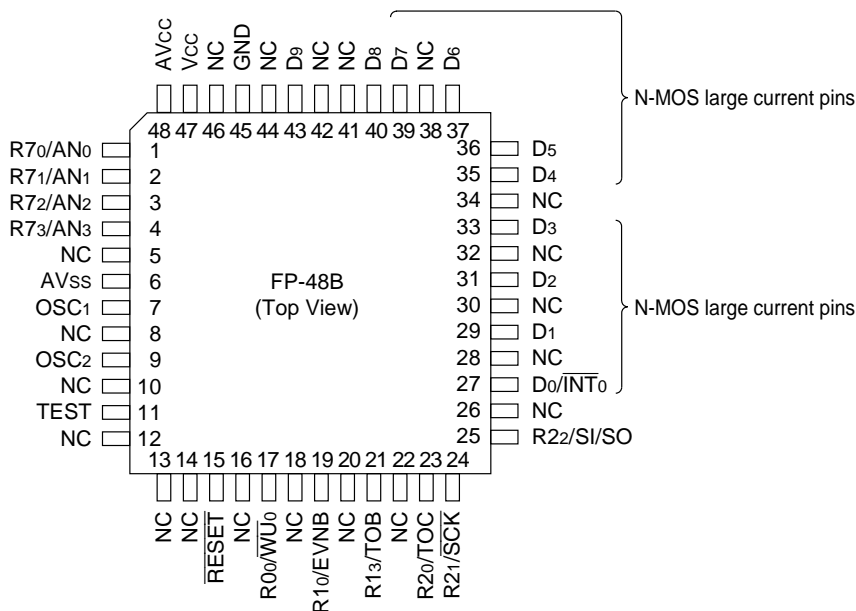 AVCC VCC NC GND NC D9 NC NC D8 D7 NC D6
48 47 46 45 44 43 42 41 40 39 38 37
N-MOS large current pins
R70/AN0 1
R71/AN1 2
R72/AN2 3
R73/AN3 4
NC 5
AVSS 6
OSC1 7
NC 8
OSC2 9
NC 10
TEST 11
NC 12
FP-48B
(Top View)
36 D5
35 D4
34 NC
33 D3
32 NC
31 D2
30 NC
29 D1
28 NC
27 D0/INT0
26 NC
25 R22/SI/SO
N-MOS large current pins
13 14 15 16 17 18 19 20 21 22 23 24
NC NC RESET NC R00/WU0 NC R10/EVNB NC R13/TOB NC R20/TOC R21/SCK